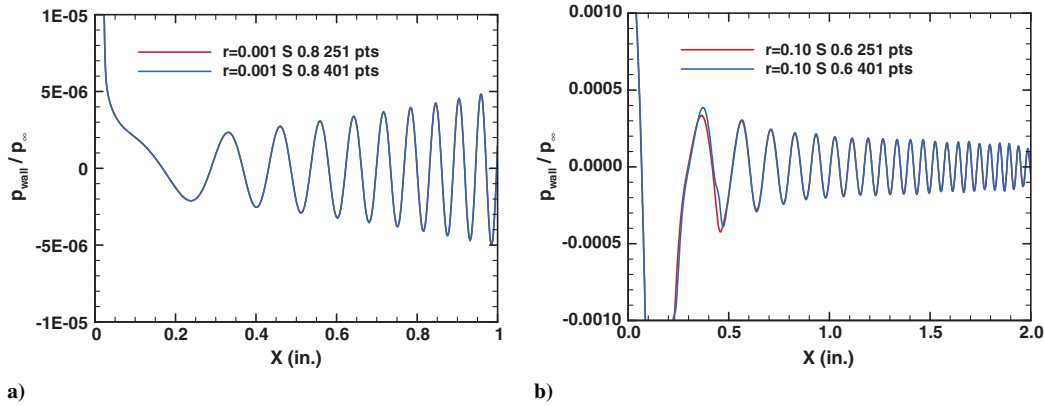 1E-05
5E-06
0
-5E-06
-1E-05
p_wall / p_∞
r=0.001 S 0.8 251 pts
r=0.001 S 0.8 401 pts
0 0.2 0.4 0.6 0.8 1
X (in.)
a)
0.0010
0.0005
0.0000
-0.0005
-0.0010
p_wall / p_∞
r=0.10 S 0.6 251 pts
r=0.10 S 0.6 401 pts
0.0 0.5 1.0 1.5 2.0
X (in.)
b)